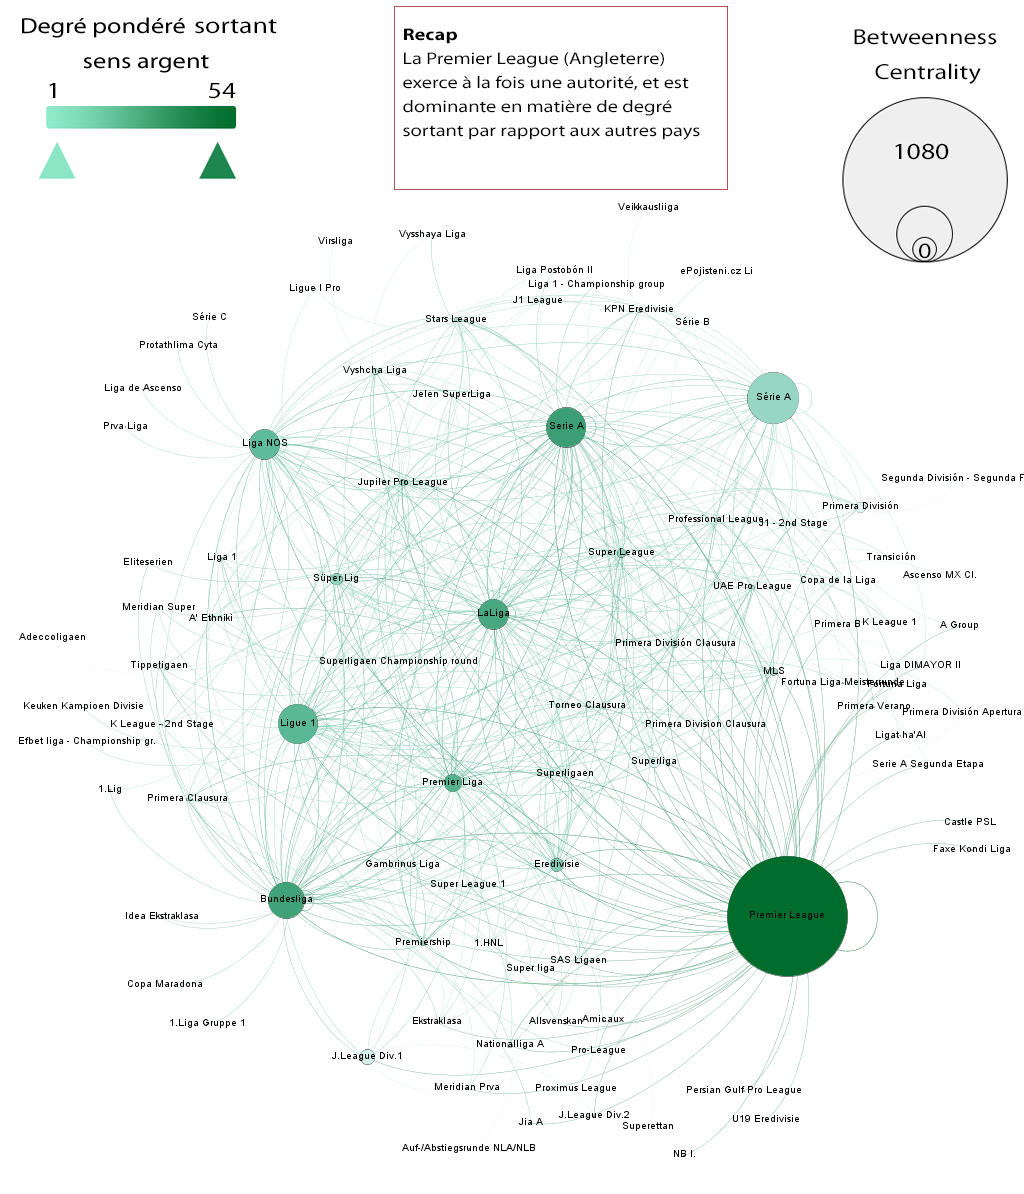 Degré pondéré sortant
sens argent
1 54
Recap
La Premier League (Angleterre)
exerce à la fois une autorité, et est
dominante en matière de degré
sortant par rapport aux autres pays
Betweenness
Centrality
1080
0
Veikkausliiga
Virsliga
Vysshaya Liga
Liga Postobón II
ePojisteni.cz Li
Ligue I Pro
Liga 1 - Championship group
J1 League
KPN Eredivisie
Série C
Stars League
Série B
Protathlima Cyta
Vyshcha Liga
Liga de Ascenso
Jelen SuperLiga
Série A
Prva Liga
Serie A
Liga NOS
Jupiler Pro League
Segunda División - Segunda F
Primera División
Professional League
J1 - 2nd Stage
Super League
Liga 1
Eliteserien
Transición
Ascenso MX Cl.
Süper Lig
Copa de la Liga
UAE Pro League
Meridian Super
A' Ethniki
LaLiga
Primera B
K League 1
A Group
Adeccoligaen
Primera División Clausura
Tippeligaen
Superligaen Championship round
MLS
Liga DIMAYOR II
Fortuna Liga Meisterrunde
Fortuna Liga
Keuken Kampioen Divisie
Torneo Clausura
Primera Verano
Primera División Apertura
K League - 2nd Stage
Ligue 1
Primera Division Clausura
Efbet liga - Championship gr.
Ligat ha'Al
Superliga
Serie A Segunda Etapa
Superligaen
Premier Liga
1.Lig
Primera Clausura
Castle PSL
Faxe Kondi Liga
Gambrinus Liga
Eredivisie
Super League 1
Bundesliga
Idea Ekstraklasa
Premier League
Premiership
1.HNL
SAS Ligaen
Super liga
Copa Maradona
1.Liga Gruppe 1
Ekstraklasa
Allsvenskan
Amicaux
Nationalliga A
Pro-League
J.League Div.1
Meridian Prva
Proximus League
Persian Gulf Pro League
J.League Div.2
Jia A
Superettan
U19 Eredivisie
Auf-/Abstiegsrunde NLA/NLB
NB I.